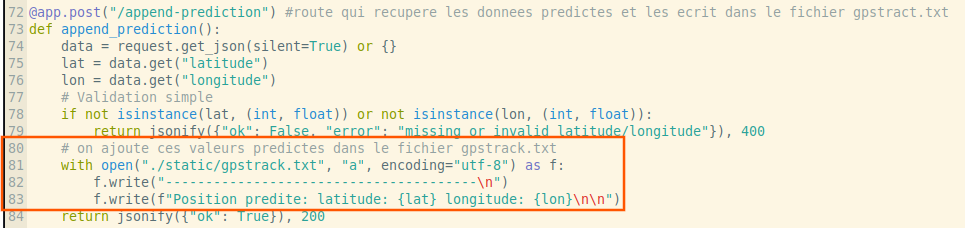 72 @app.post("/append-prediction") #route qui recupere les donnees predictes et les ecrit dans le fichier gpstract.txt
73 def append_prediction():
74     data = request.get_json(silent=True) or {}
75     lat = data.get("latitude")
76     lon = data.get("longitude")
77     # Validation simple
78     if not isinstance(lat, (int, float)) or not isinstance(lon, (int, float)):
79         return jsonify({"ok": False, "error": "missing or invalid latitude/longitude"}), 400
80     # on ajoute ces valeurs predictes dans le fichier gpstrack.txt
81     with open("./static/gpstrack.txt", "a", encoding="utf-8") as f:
82         f.write("---------------------------------------\n")
83         f.write(f"Position predite: latitude: {lat} longitude: {lon}\n\n")
84     return jsonify({"ok": True}), 200